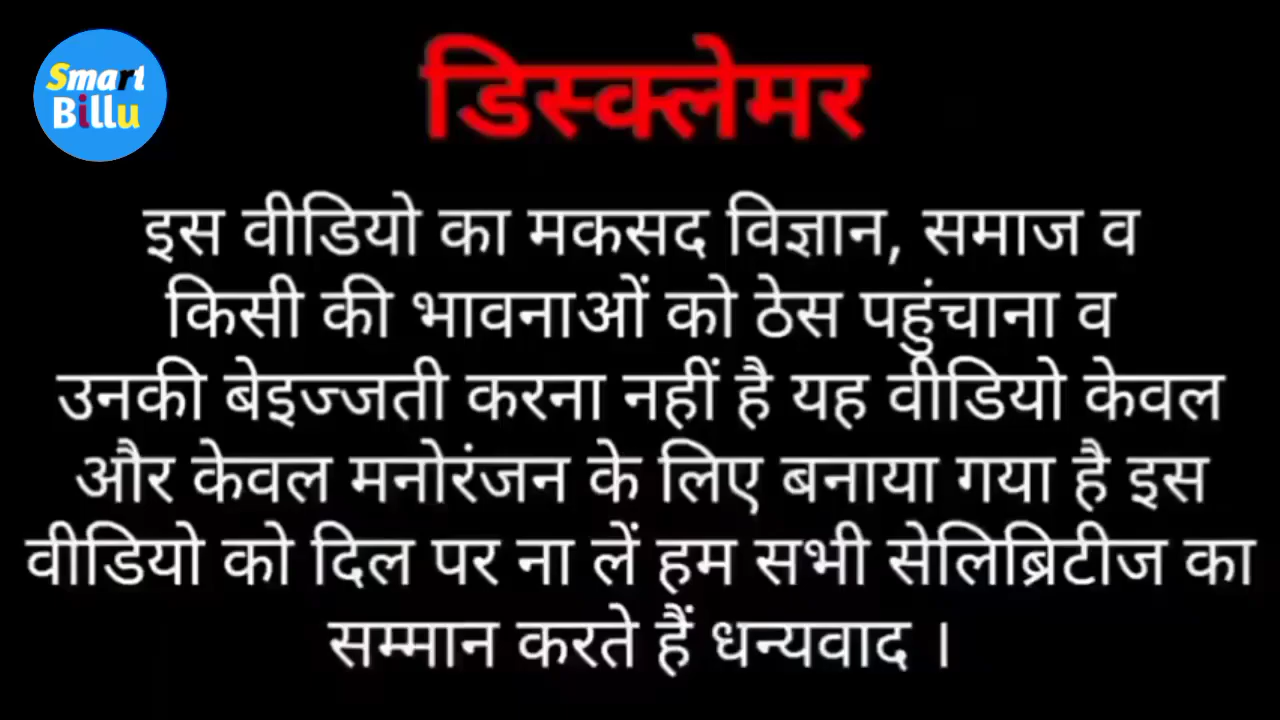 Smart
Billu
डिस्क्लेमर
इस वीडियो का मकसद विज्ञान, समाज व
किसी की भावनाओं को ठेस पहुंचाना व
उनकी बेइज्जती करना नहीं है यह वीडियो केवल
और केवल मनोरंजन के लिए बनाया गया है इस
वीडियो को दिल पर ना लें हम सभी सेलिब्रिटीज का
सम्मान करते हैं धन्यवाद ।